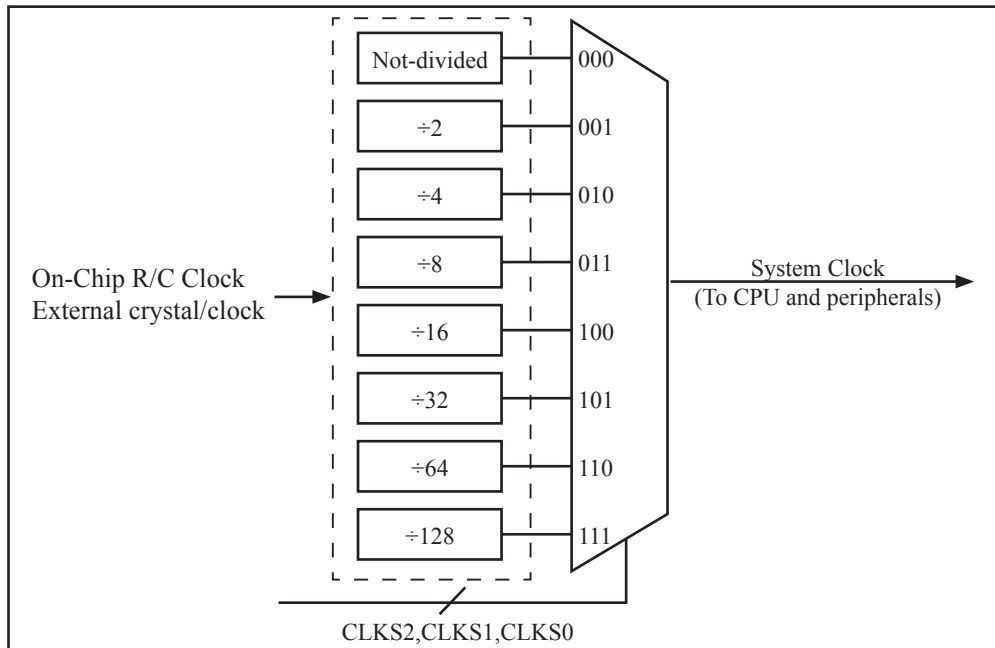 Not-divided
000
÷2
001
÷4
010
÷8
011
On-Chip R/C Clock
External crystal/clock
System Clock
(To CPU and peripherals)
÷16
100
÷32
101
÷64
110
÷128
111
CLKS2,CLKS1,CLKS0